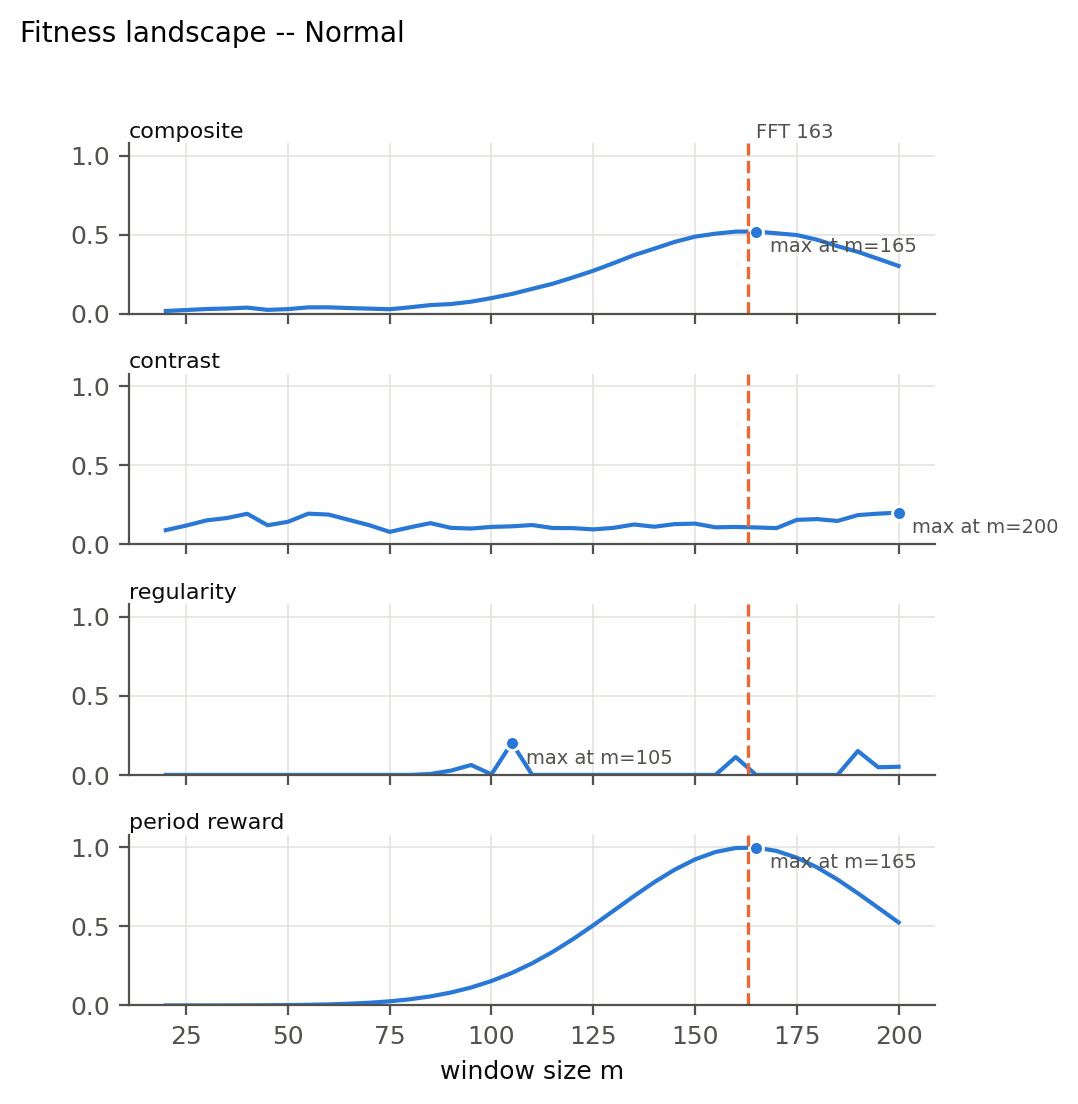 Fitness landscape -- Normal
composite
FFT 163
1.0
0.5
0.0
max at m=165
contrast
1.0
0.5
0.0
max at m=200
regularity
1.0
0.5
0.0
max at m=105
period reward
1.0
0.5
0.0
max at m=165
25 50 75 100 125 150 175 200
window size m